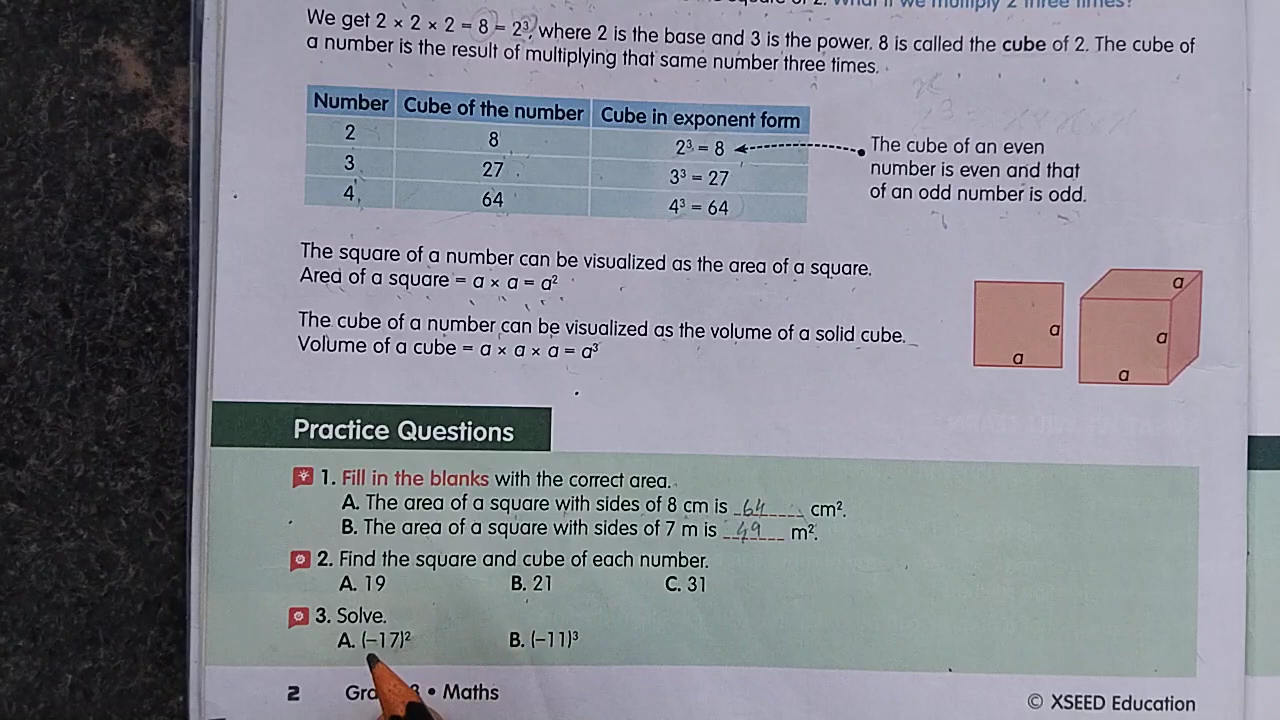 multiply 2 three times?
We get 2 × 2 × 2 = 8 = 2³, where 2 is the base and 3 is the power. 8 is called the cube of 2. The cube of
a number is the result of multiplying that same number three times.
Number Cube of the number Cube in exponent form
2 8 2³ = 8
3 27 3³ = 27
4 64 4³ = 64
The cube of an even
number is even and that
of an odd number is odd.
The square of a number can be visualized as the area of a square.
Area of a square = a × a = a²
The cube of a number can be visualized as the volume of a solid cube.
Volume of a cube = a × a × a = a³
a
a
a
a
a
Practice Questions
1. Fill in the blanks with the correct area.
A. The area of a square with sides of 8 cm is 64 cm².
B. The area of a square with sides of 7 m is 49 m².
2. Find the square and cube of each number.
A. 19 B. 21 C. 31
3. Solve.
A. (−17)² B. (−11)³
2 • Maths
© XSEED Education